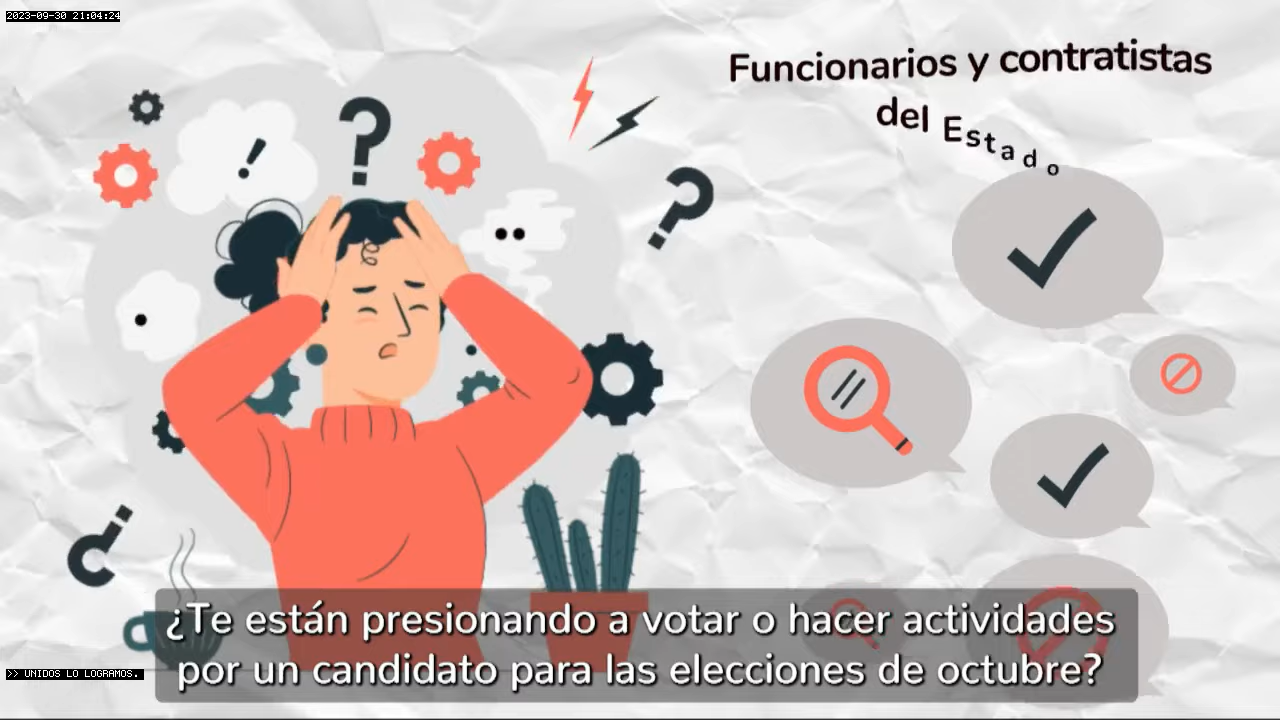 2023-09-30 21:04:24
Funcionarios y contratistas
del Estado
¿Te están presionando a votar o hacer actividades
por un candidato para las elecciones de octubre?
>> UNIDOS LO LOGRAMOS.